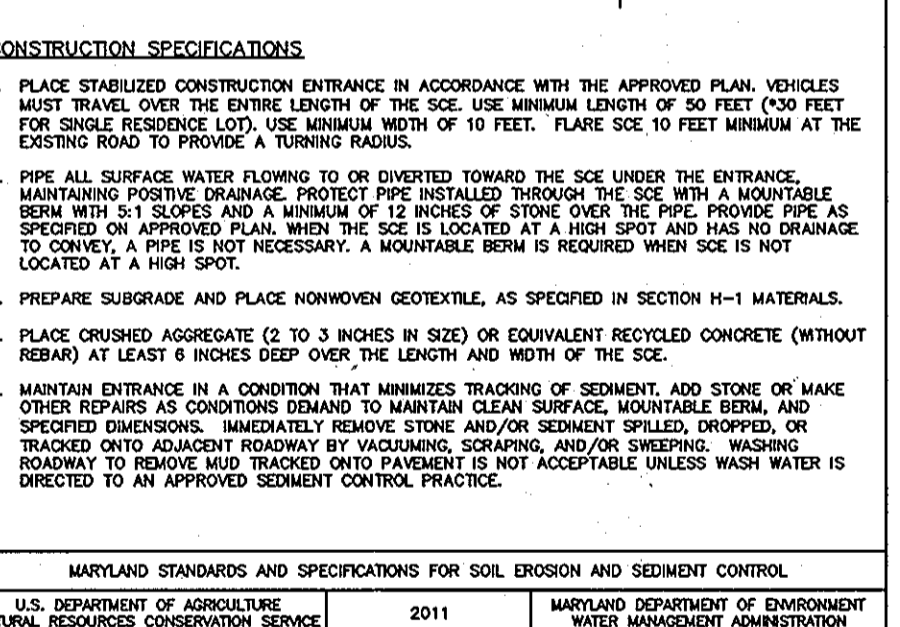 CONSTRUCTION SPECIFICATIONS
. PLACE STABILIZED CONSTRUCTION ENTRANCE IN ACCORDANCE WITH THE APPROVED PLAN. VEHICLES
MUST TRAVEL OVER THE ENTIRE LENGTH OF THE SCE. USE MINIMUM LENGTH OF 50 FEET (*30 FEET
FOR SINGLE RESIDENCE LOT). USE MINIMUM WIDTH OF 10 FEET. FLARE SCE 10 FEET MINIMUM AT THE
EXISTING ROAD TO PROVIDE A TURNING RADIUS.
. PIPE ALL SURFACE WATER FLOWING TO OR DIVERTED TOWARD THE SCE UNDER THE ENTRANCE,
MAINTAINING POSITIVE DRAINAGE. PROTECT PIPE INSTALLED THROUGH THE SCE WITH A MOUNTABLE
BERM WITH 5:1 SLOPES AND A MINIMUM OF 12 INCHES OF STONE OVER THE PIPE. PROVIDE PIPE AS
SPECIFIED ON APPROVED PLAN. WHEN THE SCE IS LOCATED AT A HIGH SPOT AND HAS NO DRAINAGE
TO CONVEY, A PIPE IS NOT NECESSARY. A MOUNTABLE BERM IS REQUIRED WHEN SCE IS NOT
LOCATED AT A HIGH SPOT.
. PREPARE SUBGRADE AND PLACE NONWOVEN GEOTEXTILE, AS SPECIFIED IN SECTION H-1 MATERIALS.
. PLACE CRUSHED AGGREGATE (2 TO 3 INCHES IN SIZE) OR EQUIVALENT RECYCLED CONCRETE (WITHOUT
REBAR) AT LEAST 6 INCHES DEEP OVER THE LENGTH AND WIDTH OF THE SCE.
. MAINTAIN ENTRANCE IN A CONDITION THAT MINIMIZES TRACKING OF SEDIMENT. ADD STONE OR MAKE
OTHER REPAIRS AS CONDITIONS DEMAND TO MAINTAIN CLEAN SURFACE, MOUNTABLE BERM, AND
SPECIFIED DIMENSIONS. IMMEDIATELY REMOVE STONE AND/OR SEDIMENT SPILLED, DROPPED, OR
TRACKED ONTO ADJACENT ROADWAY BY VACUUMING, SCRAPING, AND/OR SWEEPING. WASHING
ROADWAY TO REMOVE MUD TRACKED ONTO PAVEMENT IS NOT ACCEPTABLE UNLESS WASH WATER IS
DIRECTED TO AN APPROVED SEDIMENT CONTROL PRACTICE.
MARYLAND STANDARDS AND SPECIFICATIONS FOR SOIL EROSION AND SEDIMENT CONTROL
U.S. DEPARTMENT OF AGRICULTURE
TURAL RESOURCES CONSERVATION SERVICE
2011
MARYLAND DEPARTMENT OF ENVIRONMENT
WATER MANAGEMENT ADMINISTRATION